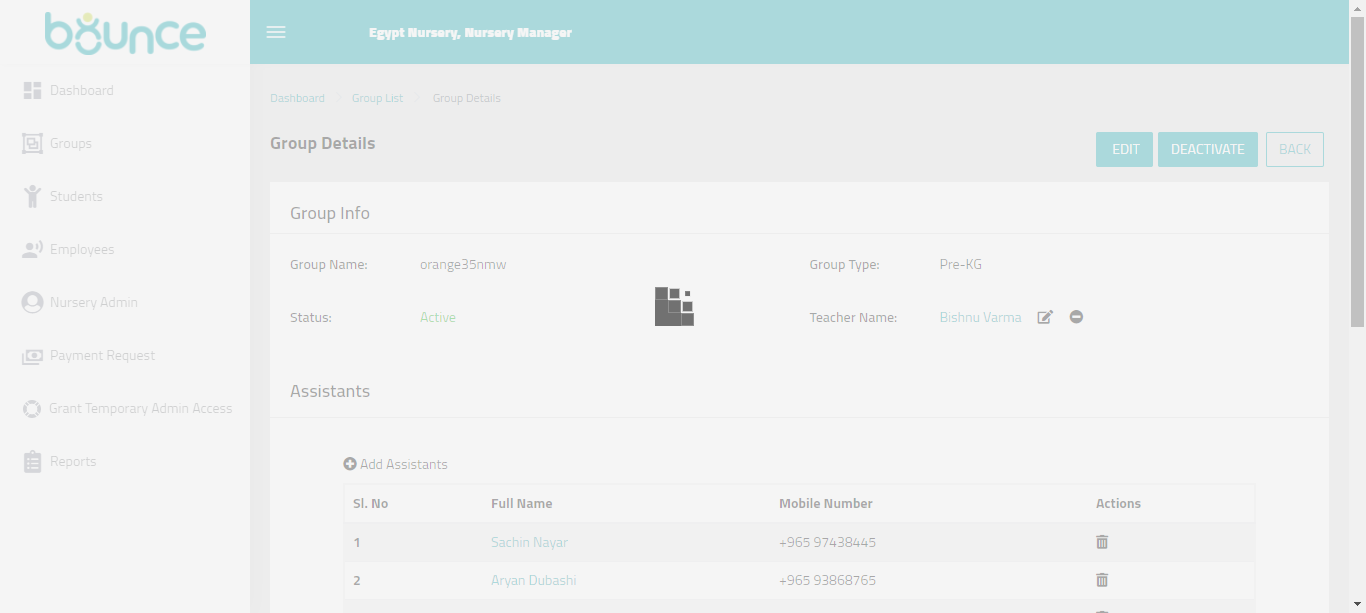 bounce
Egypt Nursery, Nursery Manager
Dashboard
Groups
Students
Employees
Nursery Admin
Payment Request
Grant Temporary Admin Access
Reports
Dashboard Group List Group Details
Group Details
EDIT DEACTIVATE BACK
Group Info
Group Name: orange35nmw Group Type: Pre-KG
Status: Active Teacher Name: Bishnu Varma
Assistants
Add Assistants
Sl. No Full Name Mobile Number Actions
1 Sachin Nayar +965 97438445
2 Aryan Dubashi +965 93868765